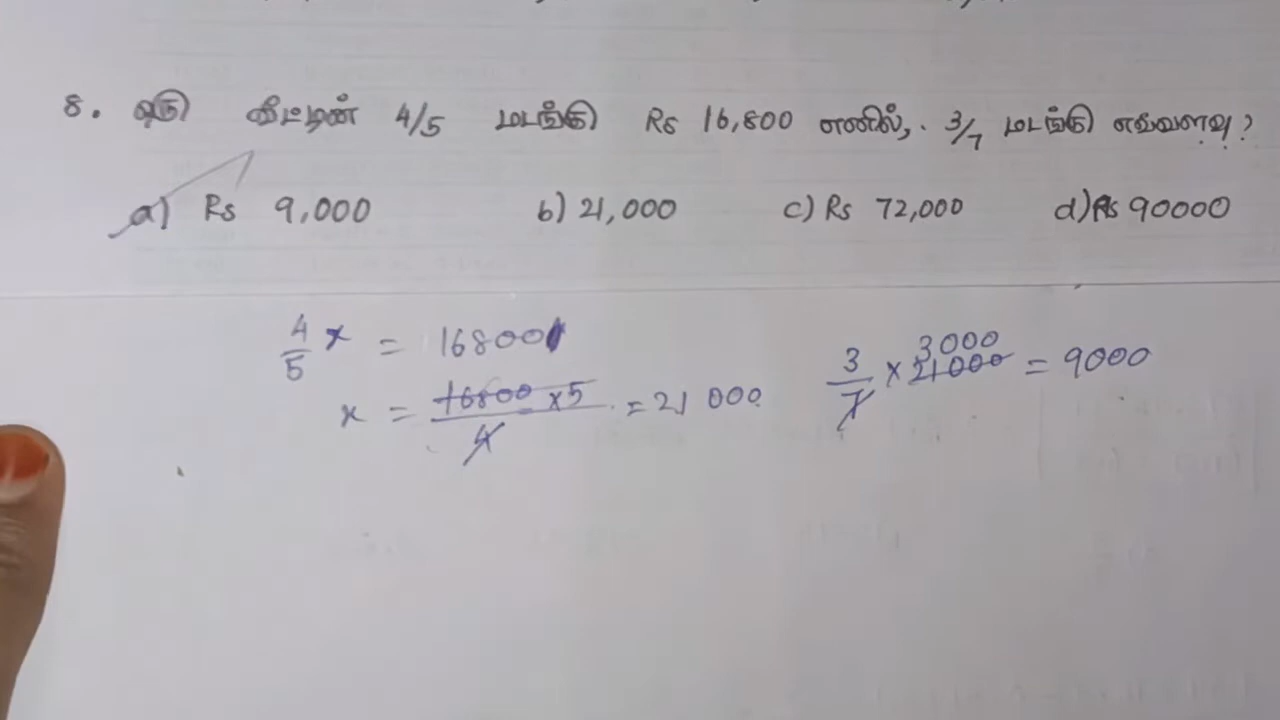 8. ஒரு வீட்டின் 4/5 மடங்கு Rs 16,800 எனில், 3/7 மடங்கு எவ்வளவு?
a) Rs 9,000 b) 21,000 c) Rs 72,000 d) Rs 90000
4/5 x = 16800
x = 16800 x 5 / 4 = 21 000
3/7 x 21000 = 9000
3000